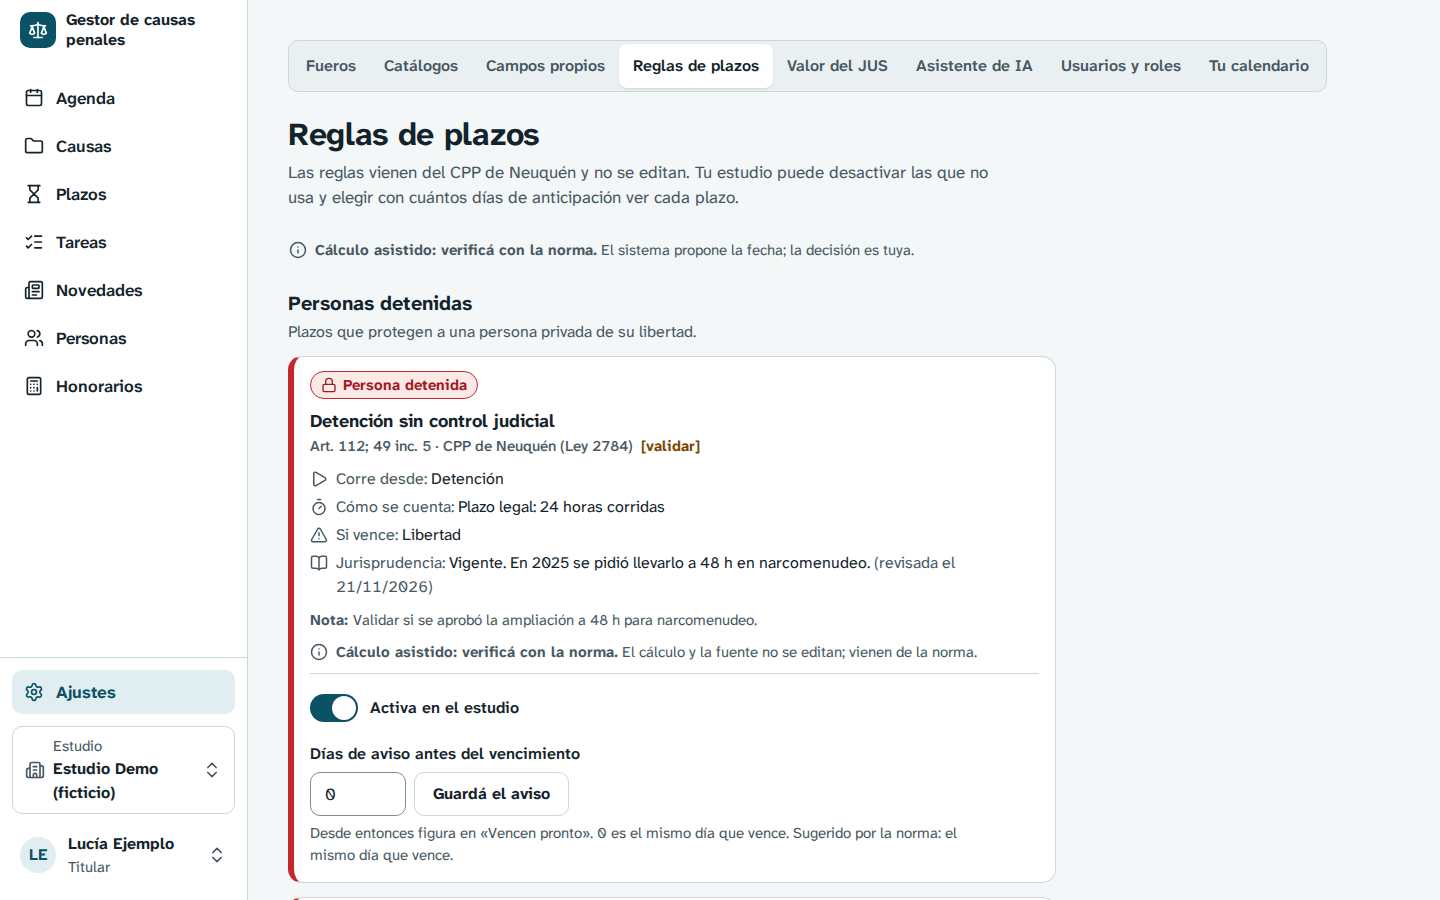 Gestor de causas
penales
Agenda
Causas
Plazos
Tareas
Novedades
Personas
Honorarios
Ajustes
Estudio
Estudio Demo
(ficticio)
LE
Lucía Ejemplo
Titular
Fueros
Catálogos
Campos propios
Reglas de plazos
Valor del JUS
Asistente de IA
Usuarios y roles
Tu calendario
Reglas de plazos
Las reglas vienen del CPP de Neuquén y no se editan. Tu estudio puede desactivar las que no
usa y elegir con cuántos días de anticipación ver cada plazo.
Cálculo asistido: verificá con la norma. El sistema propone la fecha; la decisión es tuya.
Personas detenidas
Plazos que protegen a una persona privada de su libertad.
Persona detenida
Detención sin control judicial
Art. 112; 49 inc. 5 · CPP de Neuquén (Ley 2784) [validar]
Corre desde: Detención
Cómo se cuenta: Plazo legal: 24 horas corridas
Si vence: Libertad
Jurisprudencia: Vigente. En 2025 se pidió llevarlo a 48 h en narcomenudeo. (revisada el
21/11/2026)
Nota: Validar si se aprobó la ampliación a 48 h para narcomenudeo.
Cálculo asistido: verificá con la norma. El cálculo y la fuente no se editan; vienen de la norma.
Activa en el estudio
Días de aviso antes del vencimiento
0
Guardá el aviso
Desde entonces figura en «Vencen pronto». 0 es el mismo día que vence. Sugerido por la norma: el
mismo día que vence.